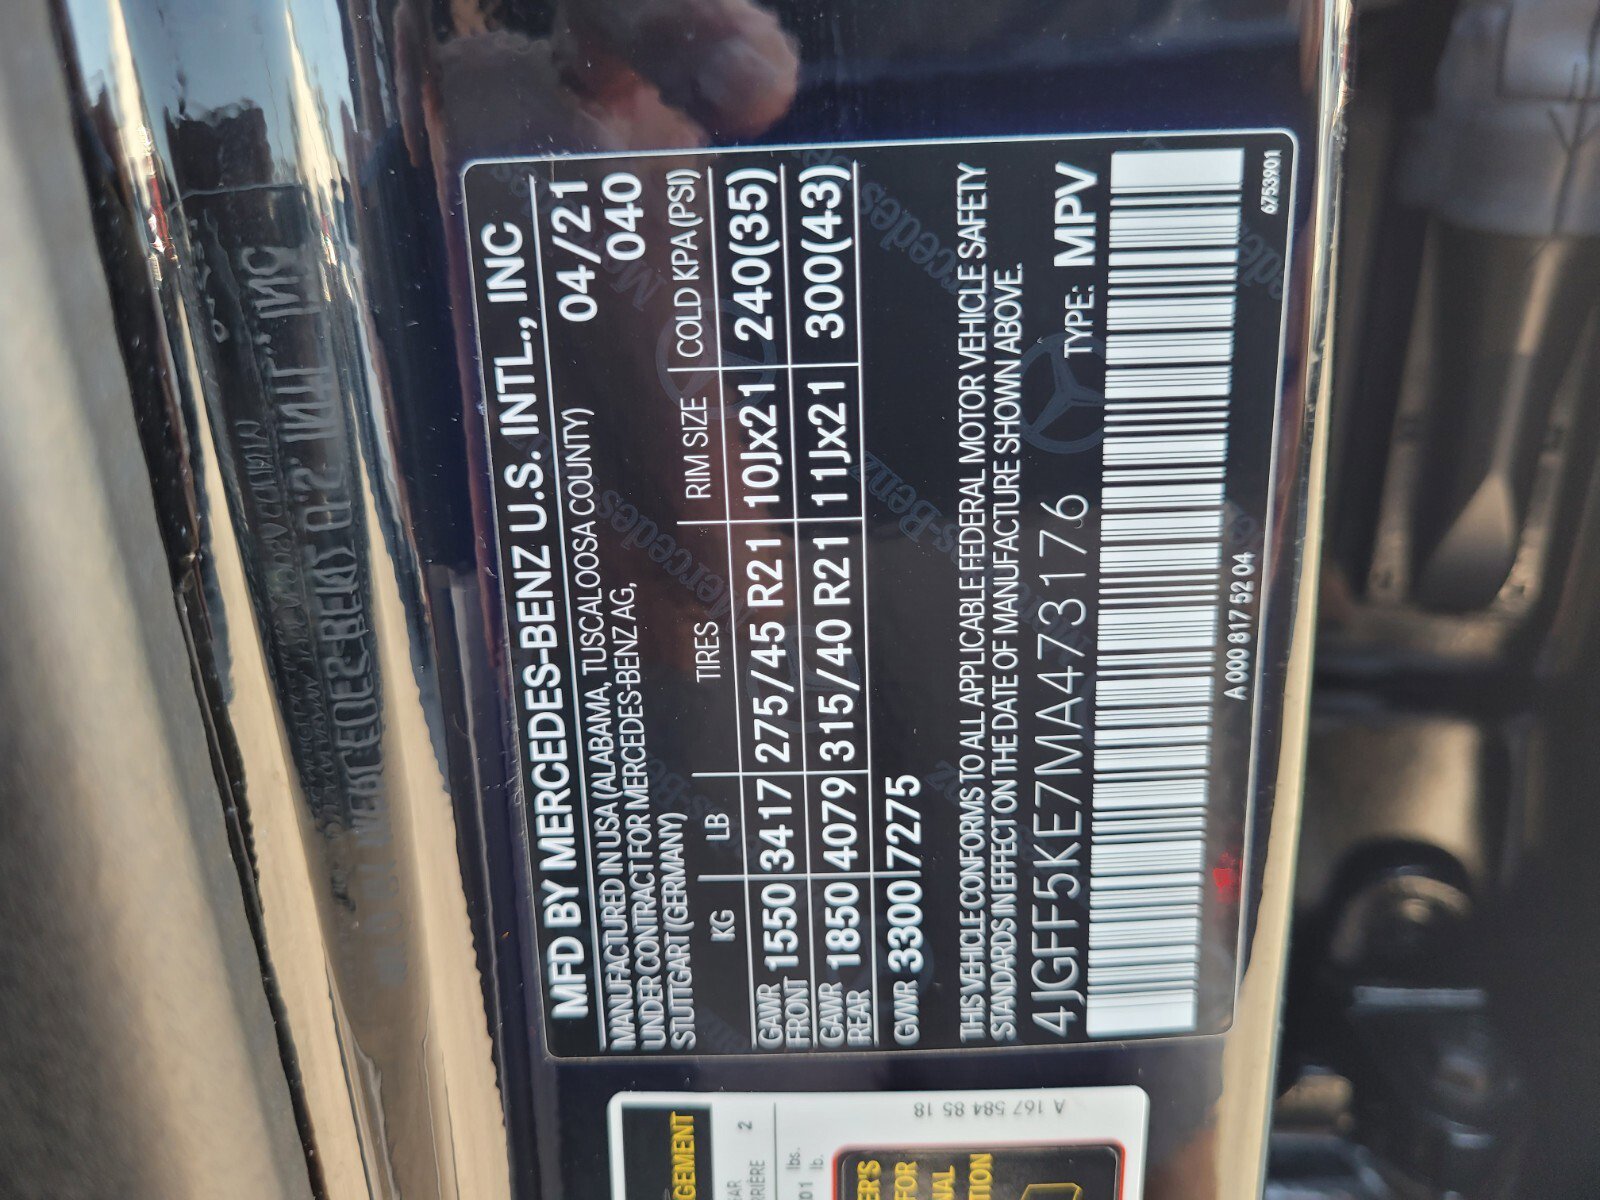 MFD BY MERCEDES-BENZ U.S. INTL., INC
MANUFACTURED IN USA (ALABAMA, TUSCALOOSA COUNTY) 04/21
UNDER CONTRACT FOR MERCEDES-BENZ AG, 040
STUTTGART (GERMANY)
KG LB TIRES RIM SIZE COLD KPA (PSI)
GAWR FRONT 1550 3417 275/45 R21 10Jx21 240(35)
GAWR REAR 1850 4079 315/40 R21 11Jx21 300(43)
GVWR 3300 7275
THIS VEHICLE CONFORMS TO ALL APPLICABLE FEDERAL MOTOR VEHICLE SAFETY
STANDARDS IN EFFECT ON THE DATE OF MANUFACTURE SHOWN ABOVE.
4JGFF5KE7MA473176 TYPE: MPV
A 000 817 52 04 6753901
A 167 584 85 18
GEMENT
2
lbs.
lb.